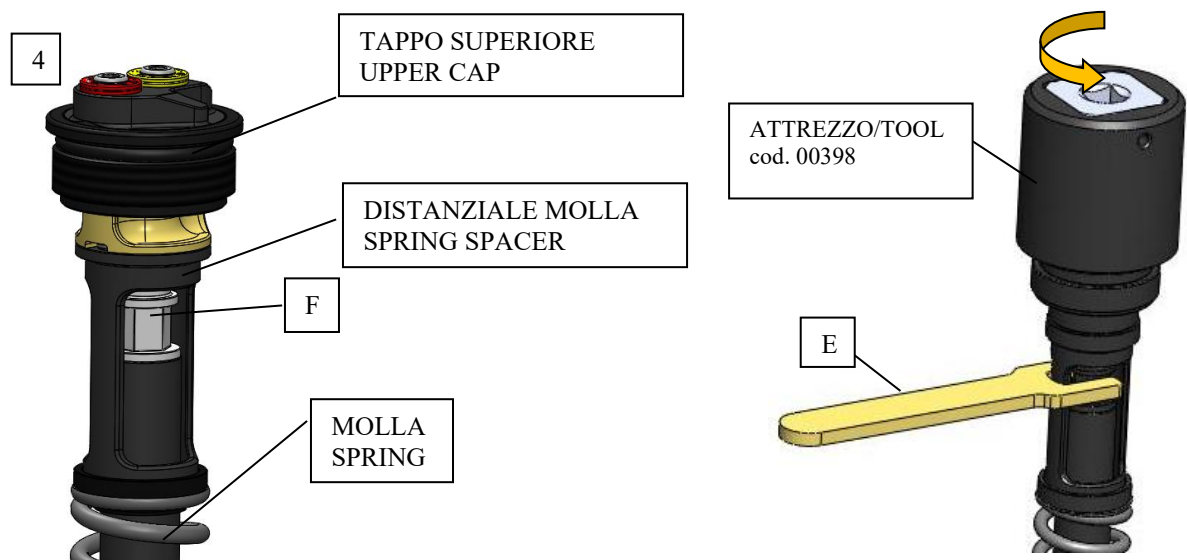 4
TAPPO SUPERIORE
UPPER CAP
DISTANZIALE MOLLA
SPRING SPACER
F
MOLLA
SPRING
ATTREZZO/TOOL
cod. 00398
E